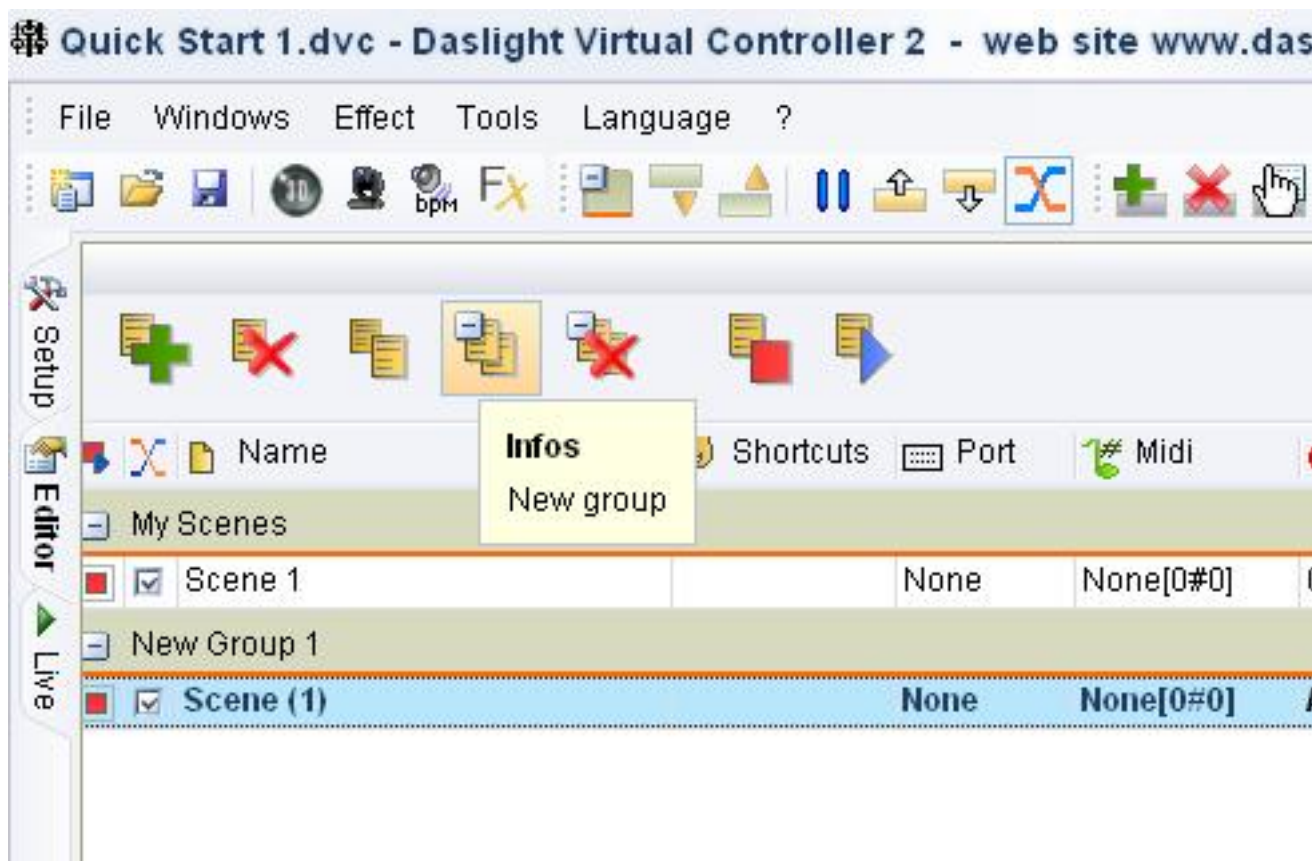 Quick Start 1.dvc - Daslight Virtual Controller 2 - web site www.das
File Windows Effect Tools Language ?
3D bpm Fx
Setup
Infos
New group
Name Shortcuts Port Midi
Editor
My Scenes
Scene 1 None None[0#0]
New Group 1
Live
Scene (1) None None[0#0]